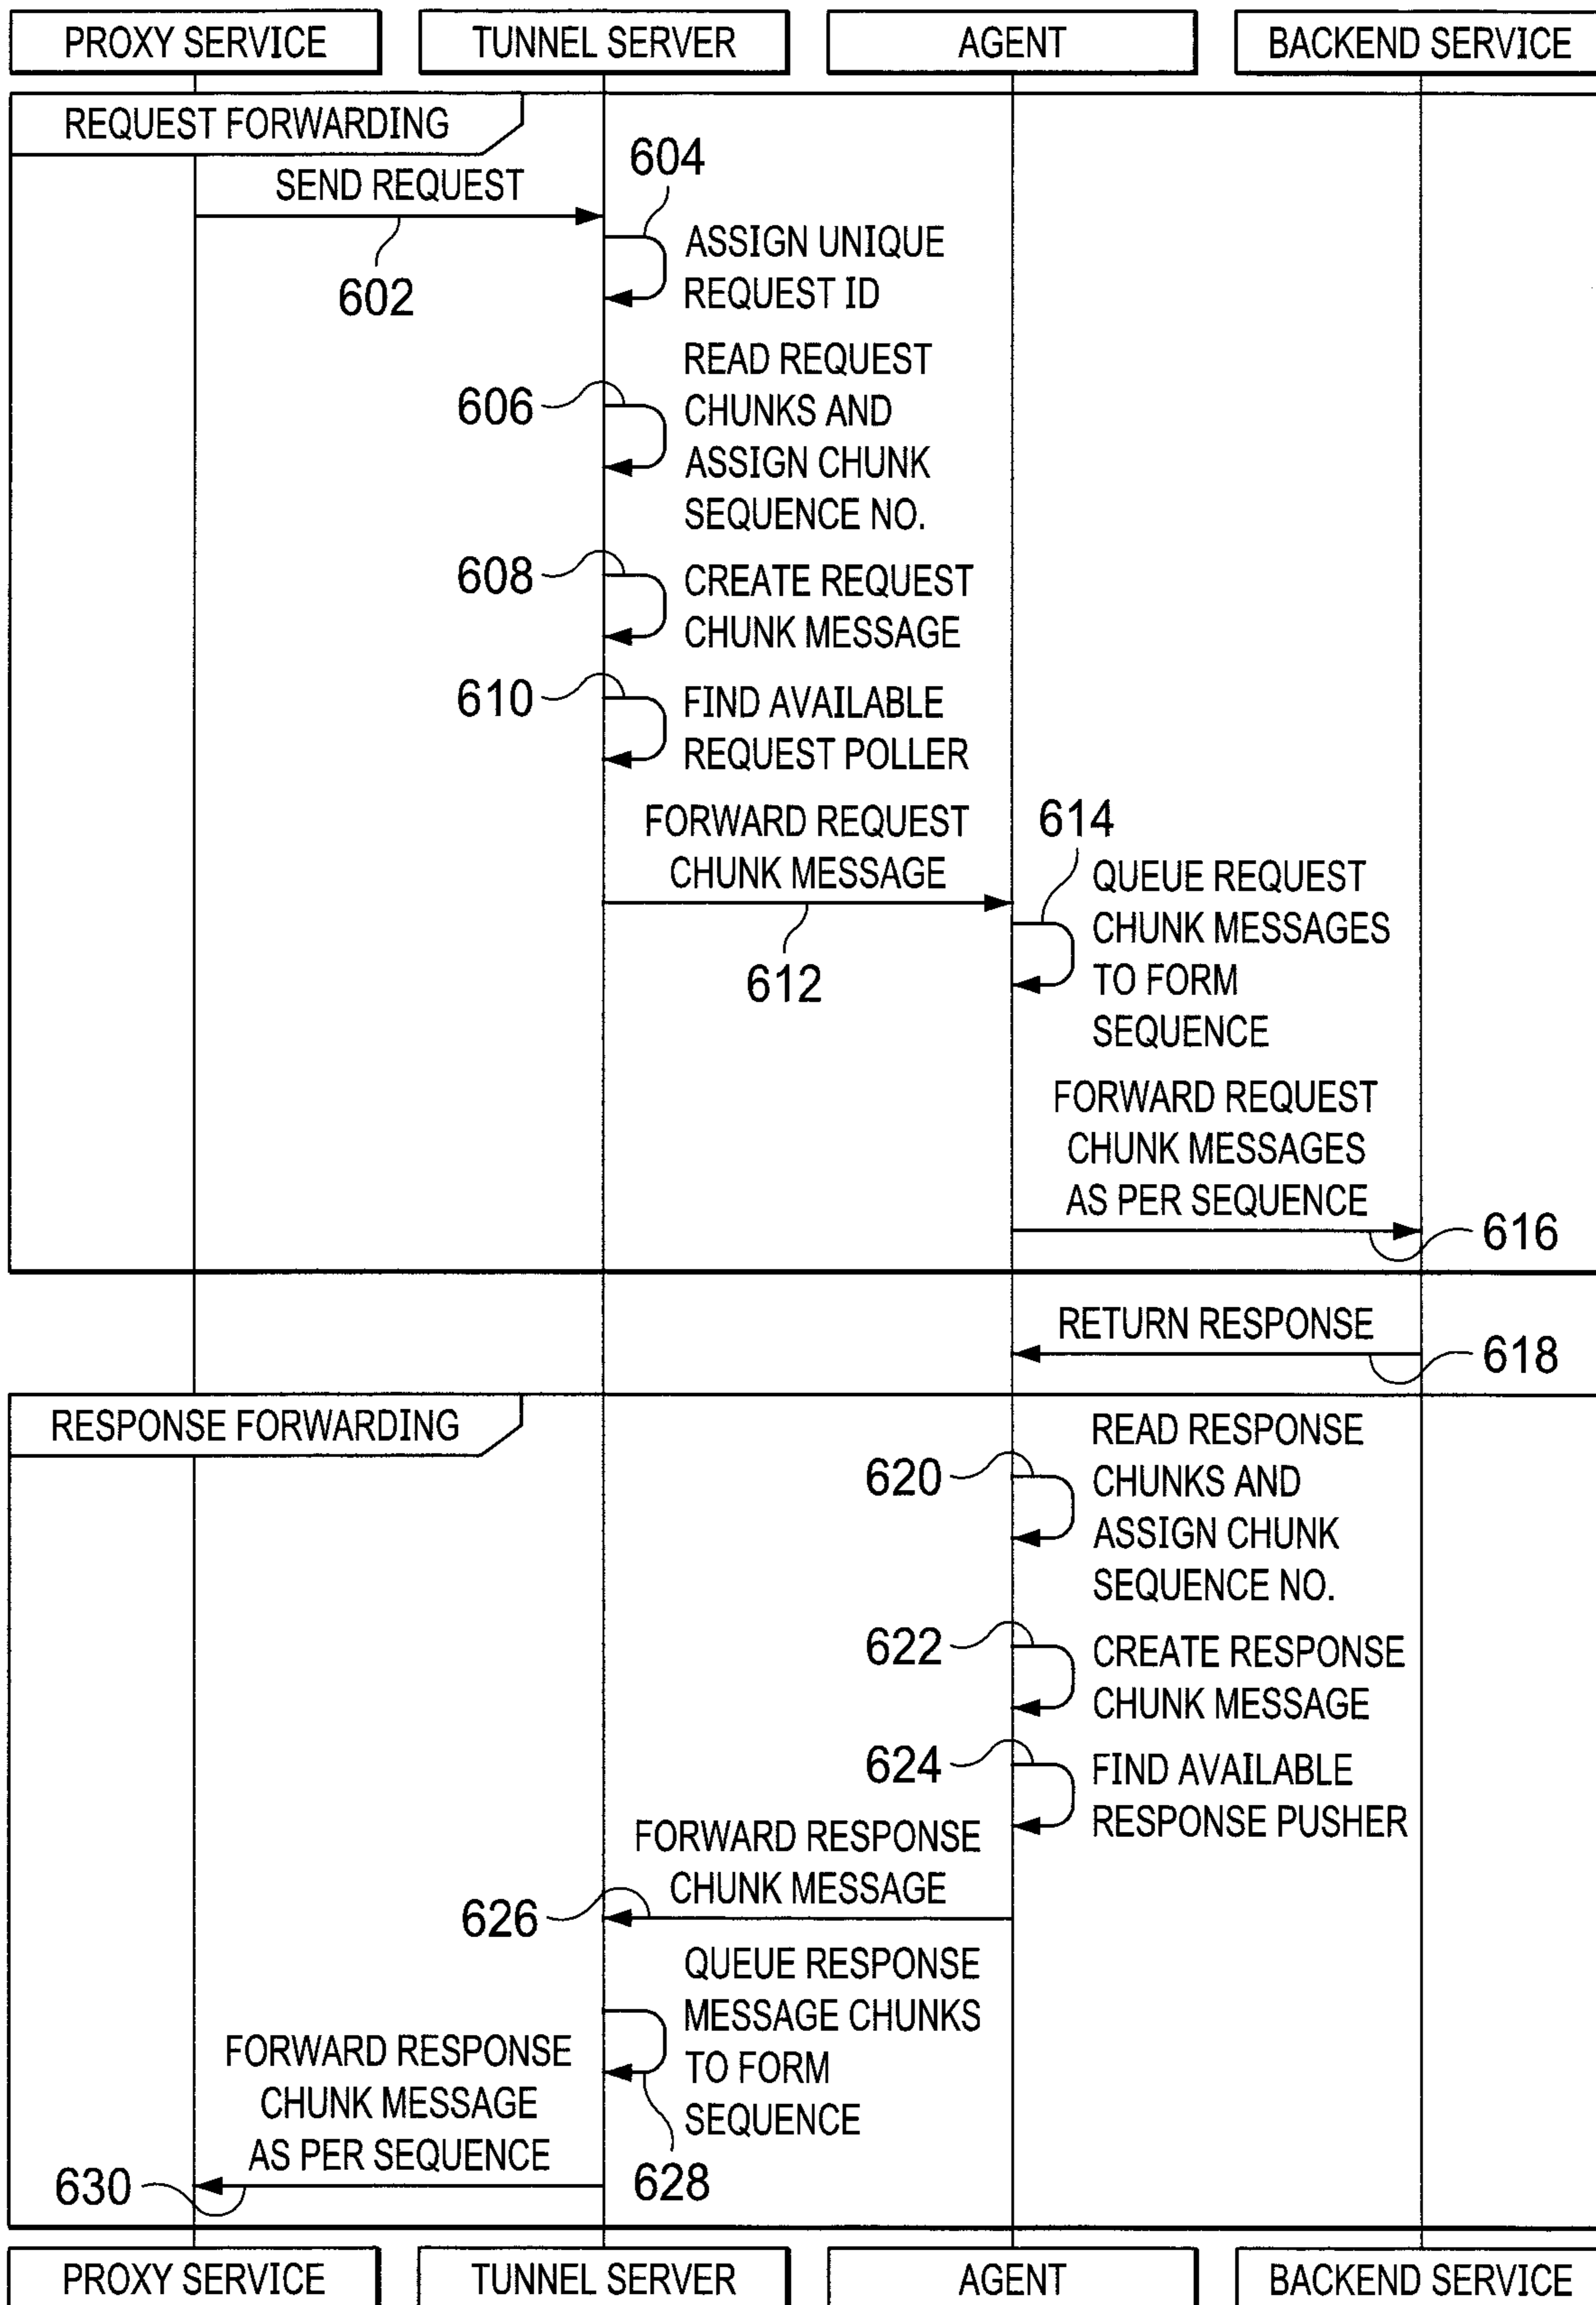 PROXY SERVICE
TUNNEL SERVER
AGENT
BACKEND SERVICE
REQUEST FORWARDING
SEND REQUEST
602
604
ASSIGN UNIQUE
REQUEST ID
606
READ REQUEST
CHUNKS AND
ASSIGN CHUNK
SEQUENCE NO.
608
CREATE REQUEST
CHUNK MESSAGE
610
FIND AVAILABLE
REQUEST POLLER
FORWARD REQUEST
CHUNK MESSAGE
612
614
QUEUE REQUEST
CHUNK MESSAGES
TO FORM
SEQUENCE
FORWARD REQUEST
CHUNK MESSAGES
AS PER SEQUENCE
616
RETURN RESPONSE
618
RESPONSE FORWARDING
620
READ RESPONSE
CHUNKS AND
ASSIGN CHUNK
SEQUENCE NO.
622
CREATE RESPONSE
CHUNK MESSAGE
624
FIND AVAILABLE
RESPONSE PUSHER
FORWARD RESPONSE
CHUNK MESSAGE
626
QUEUE RESPONSE
MESSAGE CHUNKS
TO FORM
SEQUENCE
628
FORWARD RESPONSE
CHUNK MESSAGE
AS PER SEQUENCE
630
PROXY SERVICE
TUNNEL SERVER
AGENT
BACKEND SERVICE